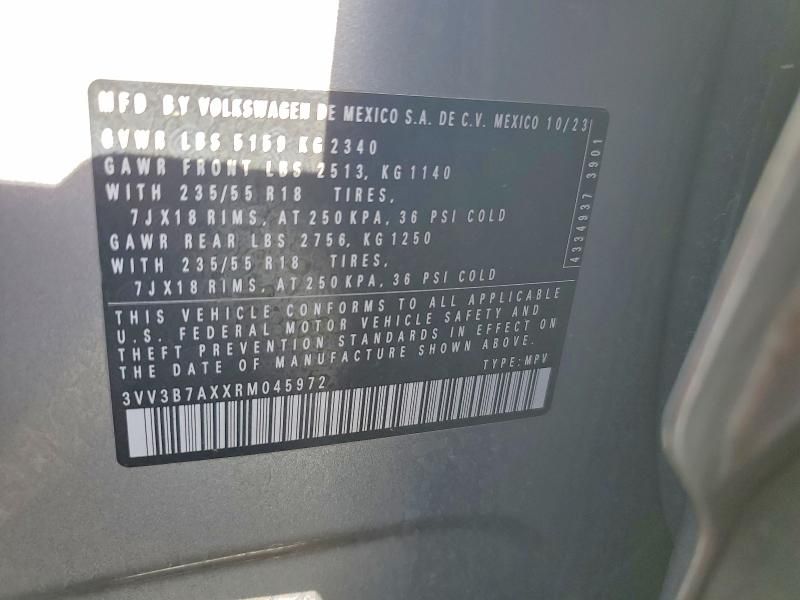 MFD BY VOLKSWAGEN DE MEXICO S.A. DE C.V. MEXICO 10/23
GVWR LBS 5159 KG 2340
GAWR FRONT LBS 2513, KG 1140
WITH 235/55 R18 TIRES,
7JX18 RIMS, AT 250 KPA, 36 PSI COLD
GAWR REAR LBS 2756, KG 1250
WITH 235/55 R18 TIRES,
7JX18 RIMS, AT 250 KPA, 36 PSI COLD
THIS VEHICLE CONFORMS TO ALL APPLICABLE
U.S. FEDERAL MOTOR VEHICLE SAFETY AND
THEFT PREVENTION STANDARDS IN EFFECT ON
THE DATE OF MANUFACTURE SHOWN ABOVE.
TYPE: MPV
3VV3B7AXXRM045972
4334937 3901